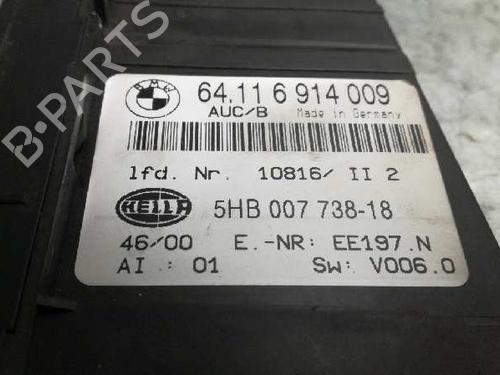 BMW
64.11 6 914 009
AUC/B Made in Germany
lfd. Nr. 10816/ II 2
HELLA 5HB 007 738-18
46/00 E.-NR: EE197.N
AI .: 01 SW: V006.0